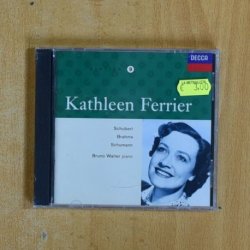 DECCA
Kathleen Ferrier
Schubert
Brahms
Schumann
Bruno Walter piano